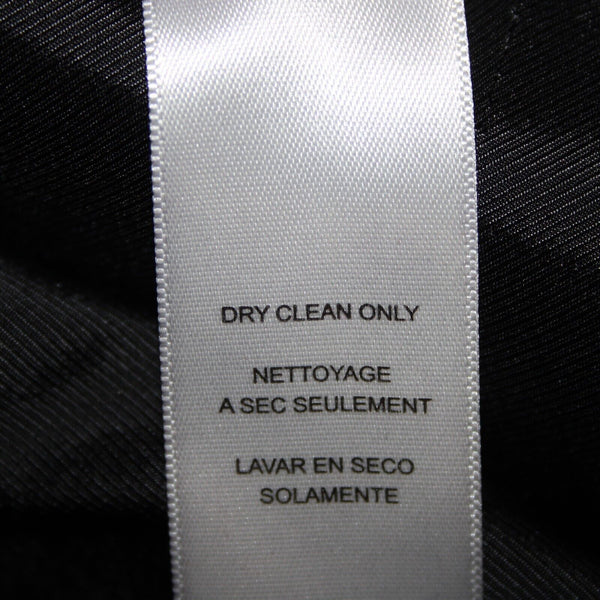 DRY CLEAN ONLY
NETTOYAGE
A SEC SEULEMENT
LAVAR EN SECO
SOLAMENTE